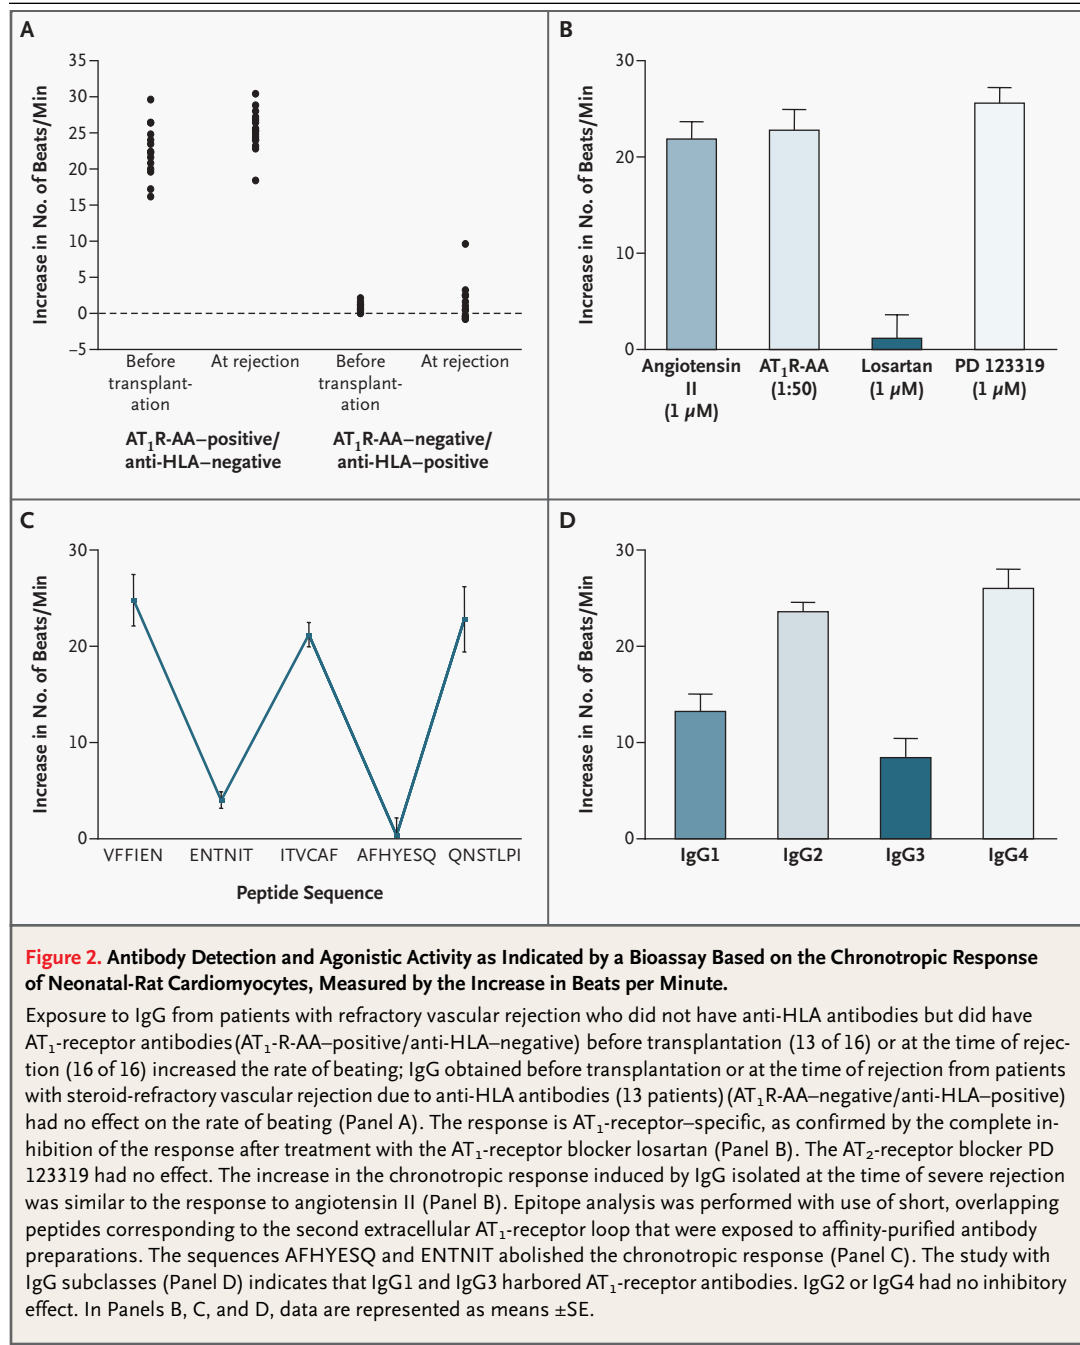 A
Increase in No. of Beats/Min
35
30
25
20
15
10
5
0
–5
Before
transplant-
ation
At rejection
Before
transplant-
ation
At rejection
AT₁R-AA–positive/
anti-HLA–negative
AT₁R-AA–negative/
anti-HLA–positive
B
Increase in No. of Beats/Min
30
20
10
0
Angiotensin
II
(1 µM)
AT₁R-AA
(1:50)
Losartan
(1 µM)
PD 123319
(1 µM)
C
Increase in No. of Beats/Min
30
20
10
0
VFFIEN
ENTNIT
ITVCAF
AFHYESQ
QNSTLPI
Peptide Sequence
D
Increase in No. of Beats/Min
30
20
10
0
IgG1
IgG2
IgG3
IgG4
Figure 2. Antibody Detection and Agonistic Activity as Indicated by a Bioassay Based on the Chronotropic Response
of Neonatal-Rat Cardiomyocytes, Measured by the Increase in Beats per Minute.
Exposure to IgG from patients with refractory vascular rejection who did not have anti-HLA antibodies but did have
AT₁-receptor antibodies (AT₁-R-AA–positive/anti-HLA–negative) before transplantation (13 of 16) or at the time of rejec-
tion (16 of 16) increased the rate of beating; IgG obtained before transplantation or at the time of rejection from patients
with steroid-refractory vascular rejection due to anti-HLA antibodies (13 patients) (AT₁R-AA–negative/anti-HLA–positive)
had no effect on the rate of beating (Panel A). The response is AT₁-receptor–specific, as confirmed by the complete in-
hibition of the response after treatment with the AT₁-receptor blocker losartan (Panel B). The AT₂-receptor blocker PD
123319 had no effect. The increase in the chronotropic response induced by IgG isolated at the time of severe rejection
was similar to the response to angiotensin II (Panel B). Epitope analysis was performed with use of short, overlapping
peptides corresponding to the second extracellular AT₁-receptor loop that were exposed to affinity-purified antibody
preparations. The sequences AFHYESQ and ENTNIT abolished the chronotropic response (Panel C). The study with
IgG subclasses (Panel D) indicates that IgG1 and IgG3 harbored AT₁-receptor antibodies. IgG2 or IgG4 had no inhibitory
effect. In Panels B, C, and D, data are represented as means ±SE.